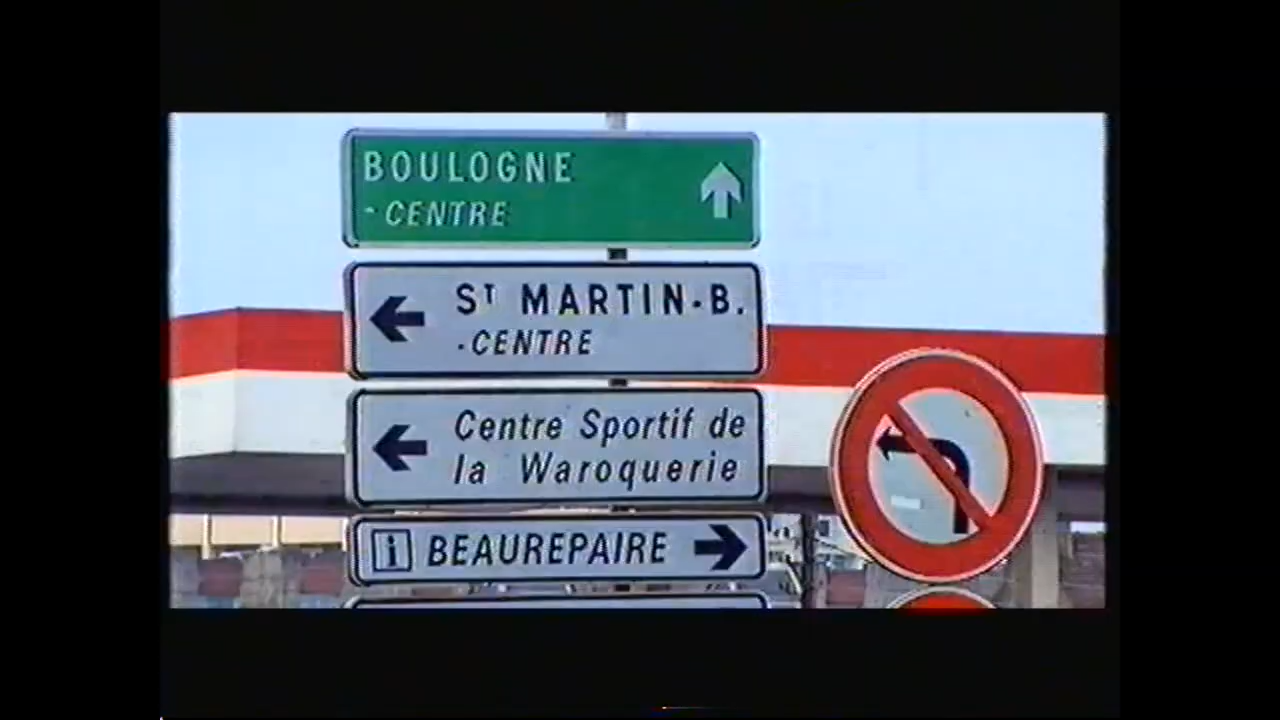 BOULOGNE
-CENTRE
ST MARTIN-B.
-CENTRE
Centre Sportif de
la Waroquerie
i BEAUREPAIRE